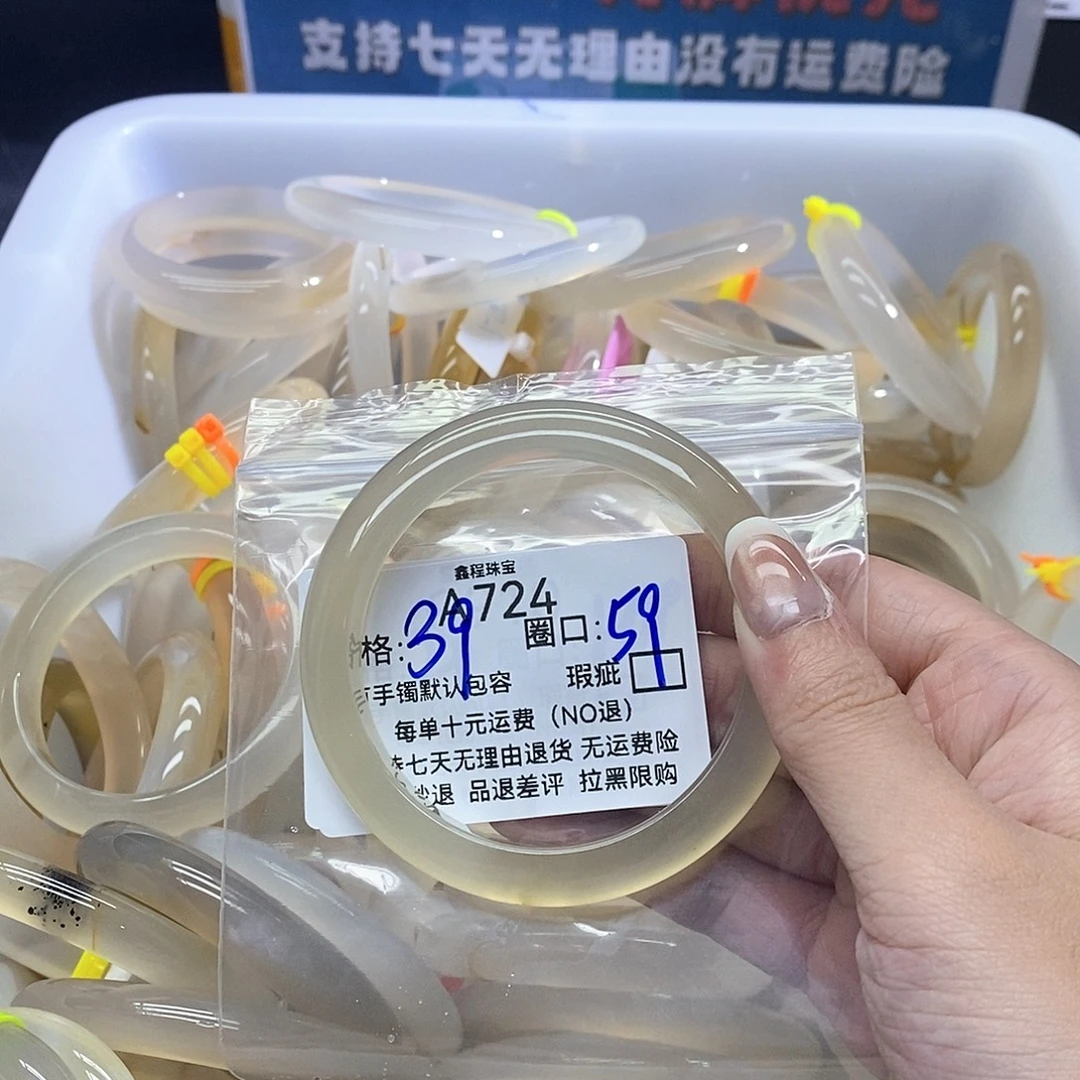 支持七天无理由没有运费险
鑫程珠宝
A724
格:39 圈口:59
手镯默认包容 瑕疵
每单十元运费（NO退）
七天无理由退货 无运费险
秒退 品退差评 拉黑限购